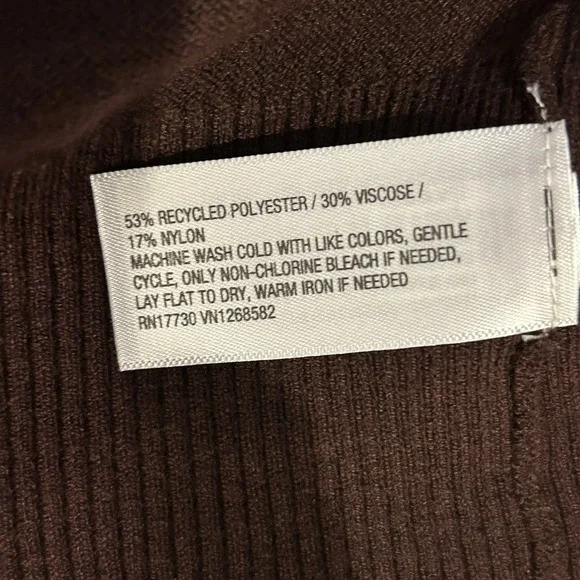 53% RECYCLED POLYESTER / 30% VISCOSE /
17% NYLON
MACHINE WASH COLD WITH LIKE COLORS, GENTLE
CYCLE, ONLY NON-CHLORINE BLEACH IF NEEDED,
LAY FLAT TO DRY, WARM IRON IF NEEDED
RN17730 VN1268582